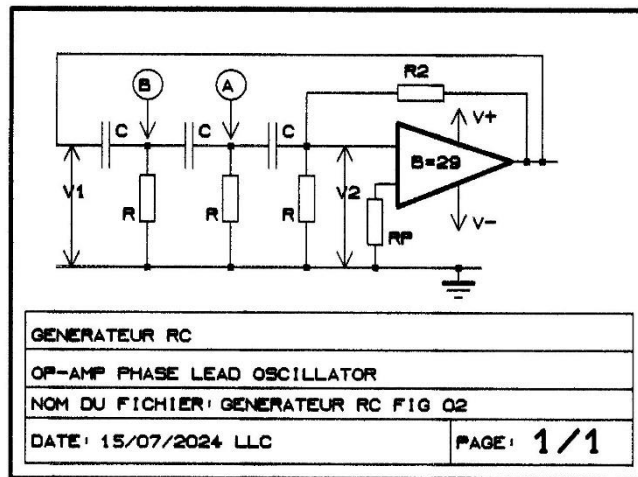 R2
B A
C C C
V+
B=29
V1 V2
R R R RP
V-
GENERATEUR RC
OP-AMP PHASE LEAD OSCILLATOR
NOM DU FICHIER: GENERATEUR RC FIG 02
DATE: 15/07/2024 LLC PAGE: 1/1